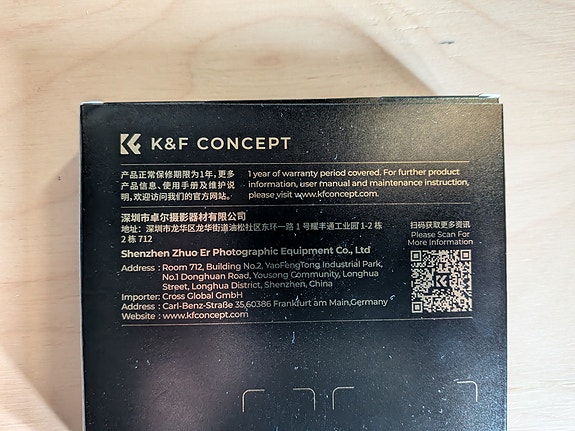 K&F CONCEPT
产品正常保修期限为1年，更多
产品信息、使用手册及维护说
明，欢迎访问我们的官方网站。
1 year of warranty period covered. For further product
information, user manual and maintenance instruction,
please visit www.kfconcept.com.
深圳市卓尔摄影器材有限公司
地址：深圳市龙华区龙华街道油松社区东环一路 1 号耀丰通工业园 1-2 栋
2 栋 712
Shenzhen Zhuo Er Photographic Equipment Co., Ltd
Address : Room 712, Building No.2, YaoFengTong Industrial Park,
No.1 Donghuan Road, Yousong Community, Longhua
Street, Longhua District, Shenzhen, China
Importer: Cross Global GmbH
Address : Carl-Benz-Straße 35,60386 Frankfurt am Main,Germany
Website : www.kfconcept.com
扫码获取更多资讯
Please Scan For
More Information